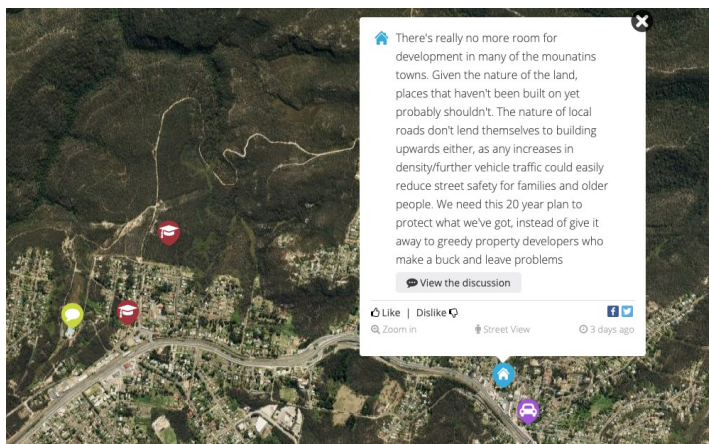 There's really no more room for
development in many of the mounatins
towns. Given the nature of the land,
places that haven't been built on yet
probably shouldn't. The nature of local
roads don't lend themselves to building
upwards either, as any increases in
density/further vehicle traffic could easily
reduce street safety for families and older
people. We need this 20 year plan to
protect what we've got, instead of give it
away to greedy property developers who
make a buck and leave problems
View the discussion
Like | Dislike
Zoom in Street View 3 days ago